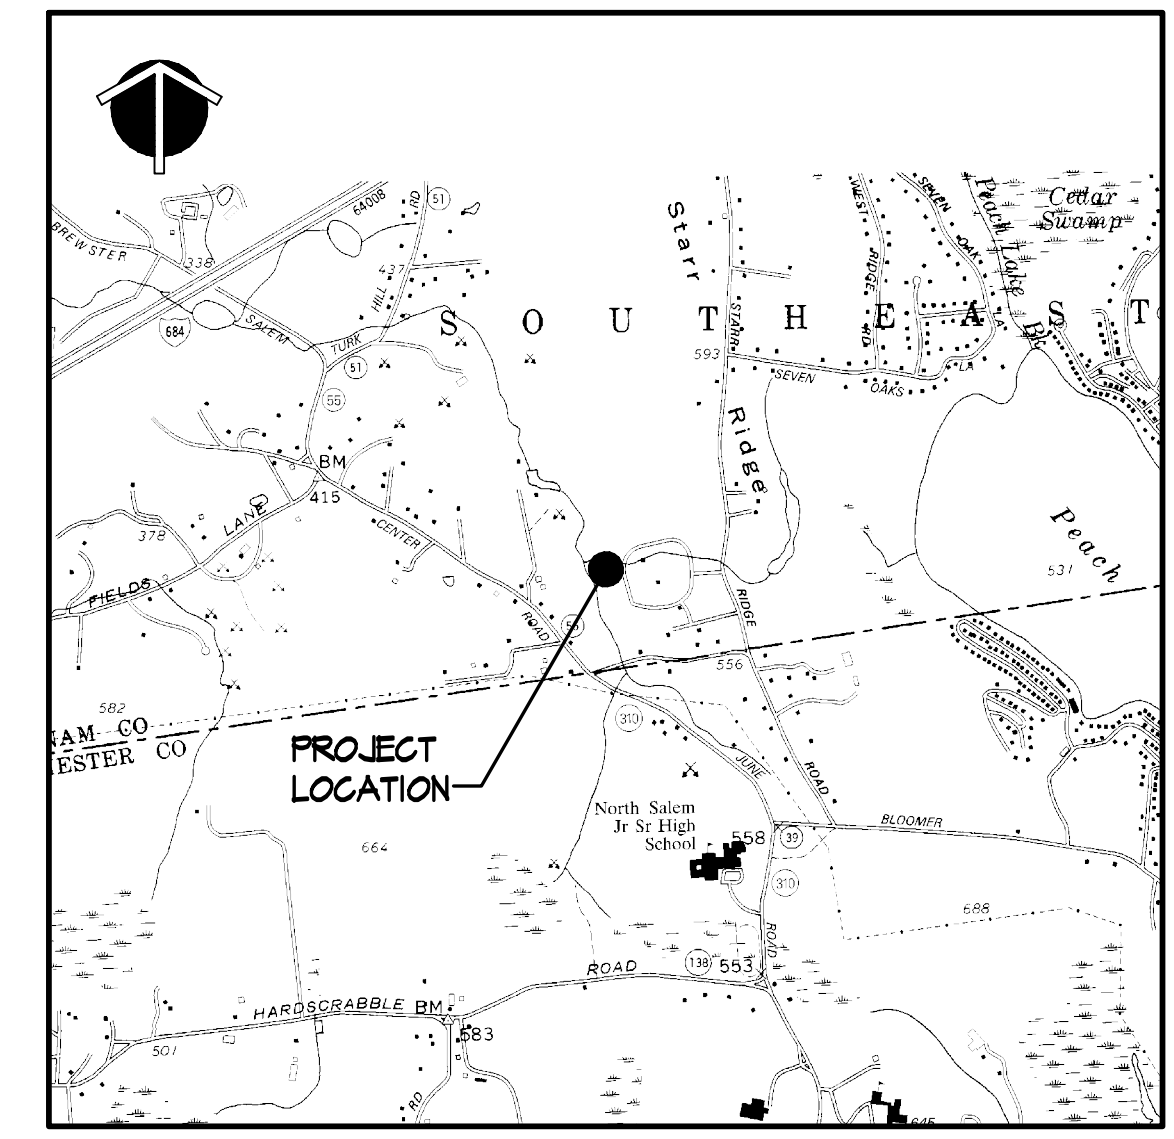 51
RD
64008
BREWSTER
338
437
HILL
684
SALEM
TURK
51
55
Starr
Ridge
STARR
593
SEVEN
OAKS
LA
WEST
RIDGE
RD
SEVEN
OAK
LA
Peach Lake
Bk
Cedar
Swamp
S O U T H E A S T
BM
415
378
LANE
FIELDS
CENTER
ROAD
55
RIDGE
556
Peach
531
582
NAM CO
ESTER CO
310
PROJECT
LOCATION
JUNE
ROAD
North Salem
Jr Sr High
School
558
39
BLOOMER
664
310
688
ROAD
138
553
ROAD
HARDSCRABBLE
BM
583
501
RD
645